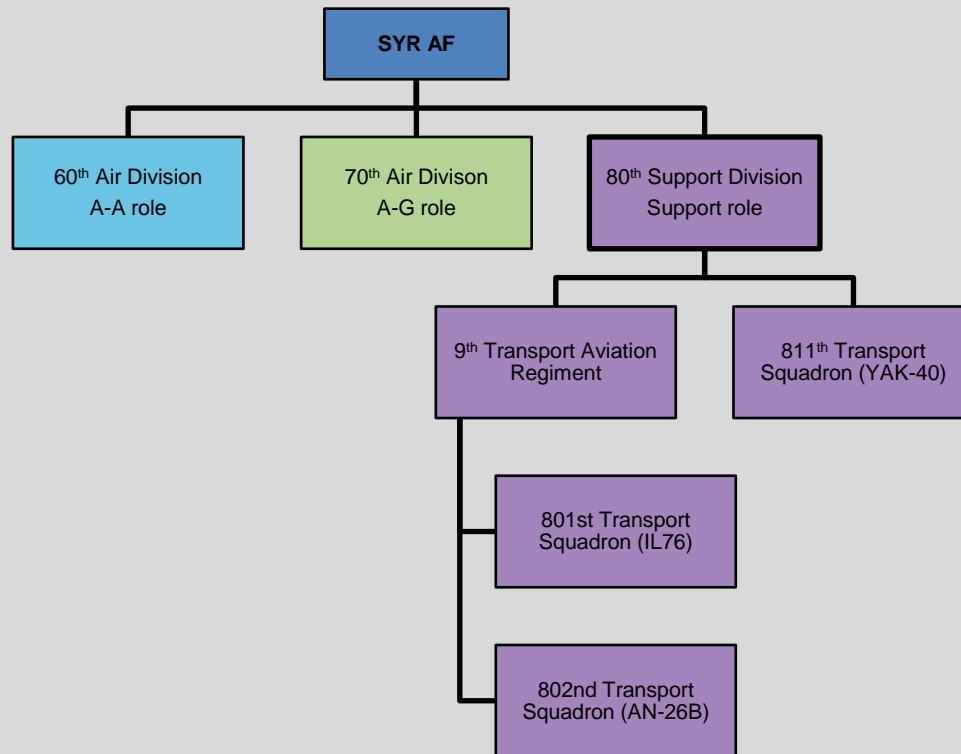 SYR AF
60th Air Division
A-A role
70th Air Divison
A-G role
80th Support Division
Support role
9th Transport Aviation
Regiment
811th Transport
Squadron (YAK-40)
801st Transport
Squadron (IL76)
802nd Transport
Squadron (AN-26B)